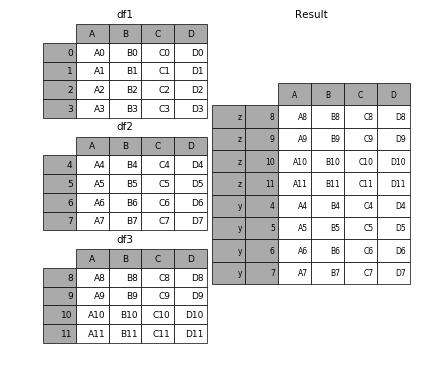 df1
A B C D
0 A0 B0 C0 D0
1 A1 B1 C1 D1
2 A2 B2 C2 D2
3 A3 B3 C3 D3
df2
A B C D
4 A4 B4 C4 D4
5 A5 B5 C5 D5
6 A6 B6 C6 D6
7 A7 B7 C7 D7
df3
A B C D
8 A8 B8 C8 D8
9 A9 B9 C9 D9
10 A10 B10 C10 D10
11 A11 B11 C11 D11
Result
A B C D
z 8 A8 B8 C8 D8
z 9 A9 B9 C9 D9
z 10 A10 B10 C10 D10
z 11 A11 B11 C11 D11
y 4 A4 B4 C4 D4
y 5 A5 B5 C5 D5
y 6 A6 B6 C6 D6
y 7 A7 B7 C7 D7